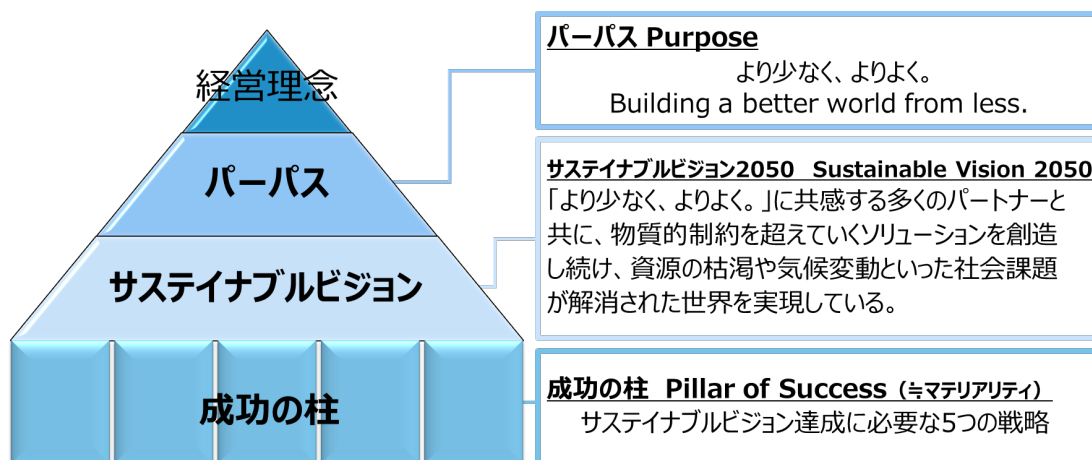 経営理念
パーパス
サステイナブルビジョン
成功の柱
パーパス Purpose
より少なく、よりよく。
Building a better world from less.
サステイナブルビジョン2050 Sustainable Vision 2050
「より少なく、よりよく。」に共感する多くのパートナーと
共に、物質的制約を超えていくソリューションを創造
し続け、資源の枯渇や気候変動といった社会課題
が解消された世界を実現している。
成功の柱 Pillar of Success（≒マテリアリティ）
サステイナブルビジョン達成に必要な5つの戦略